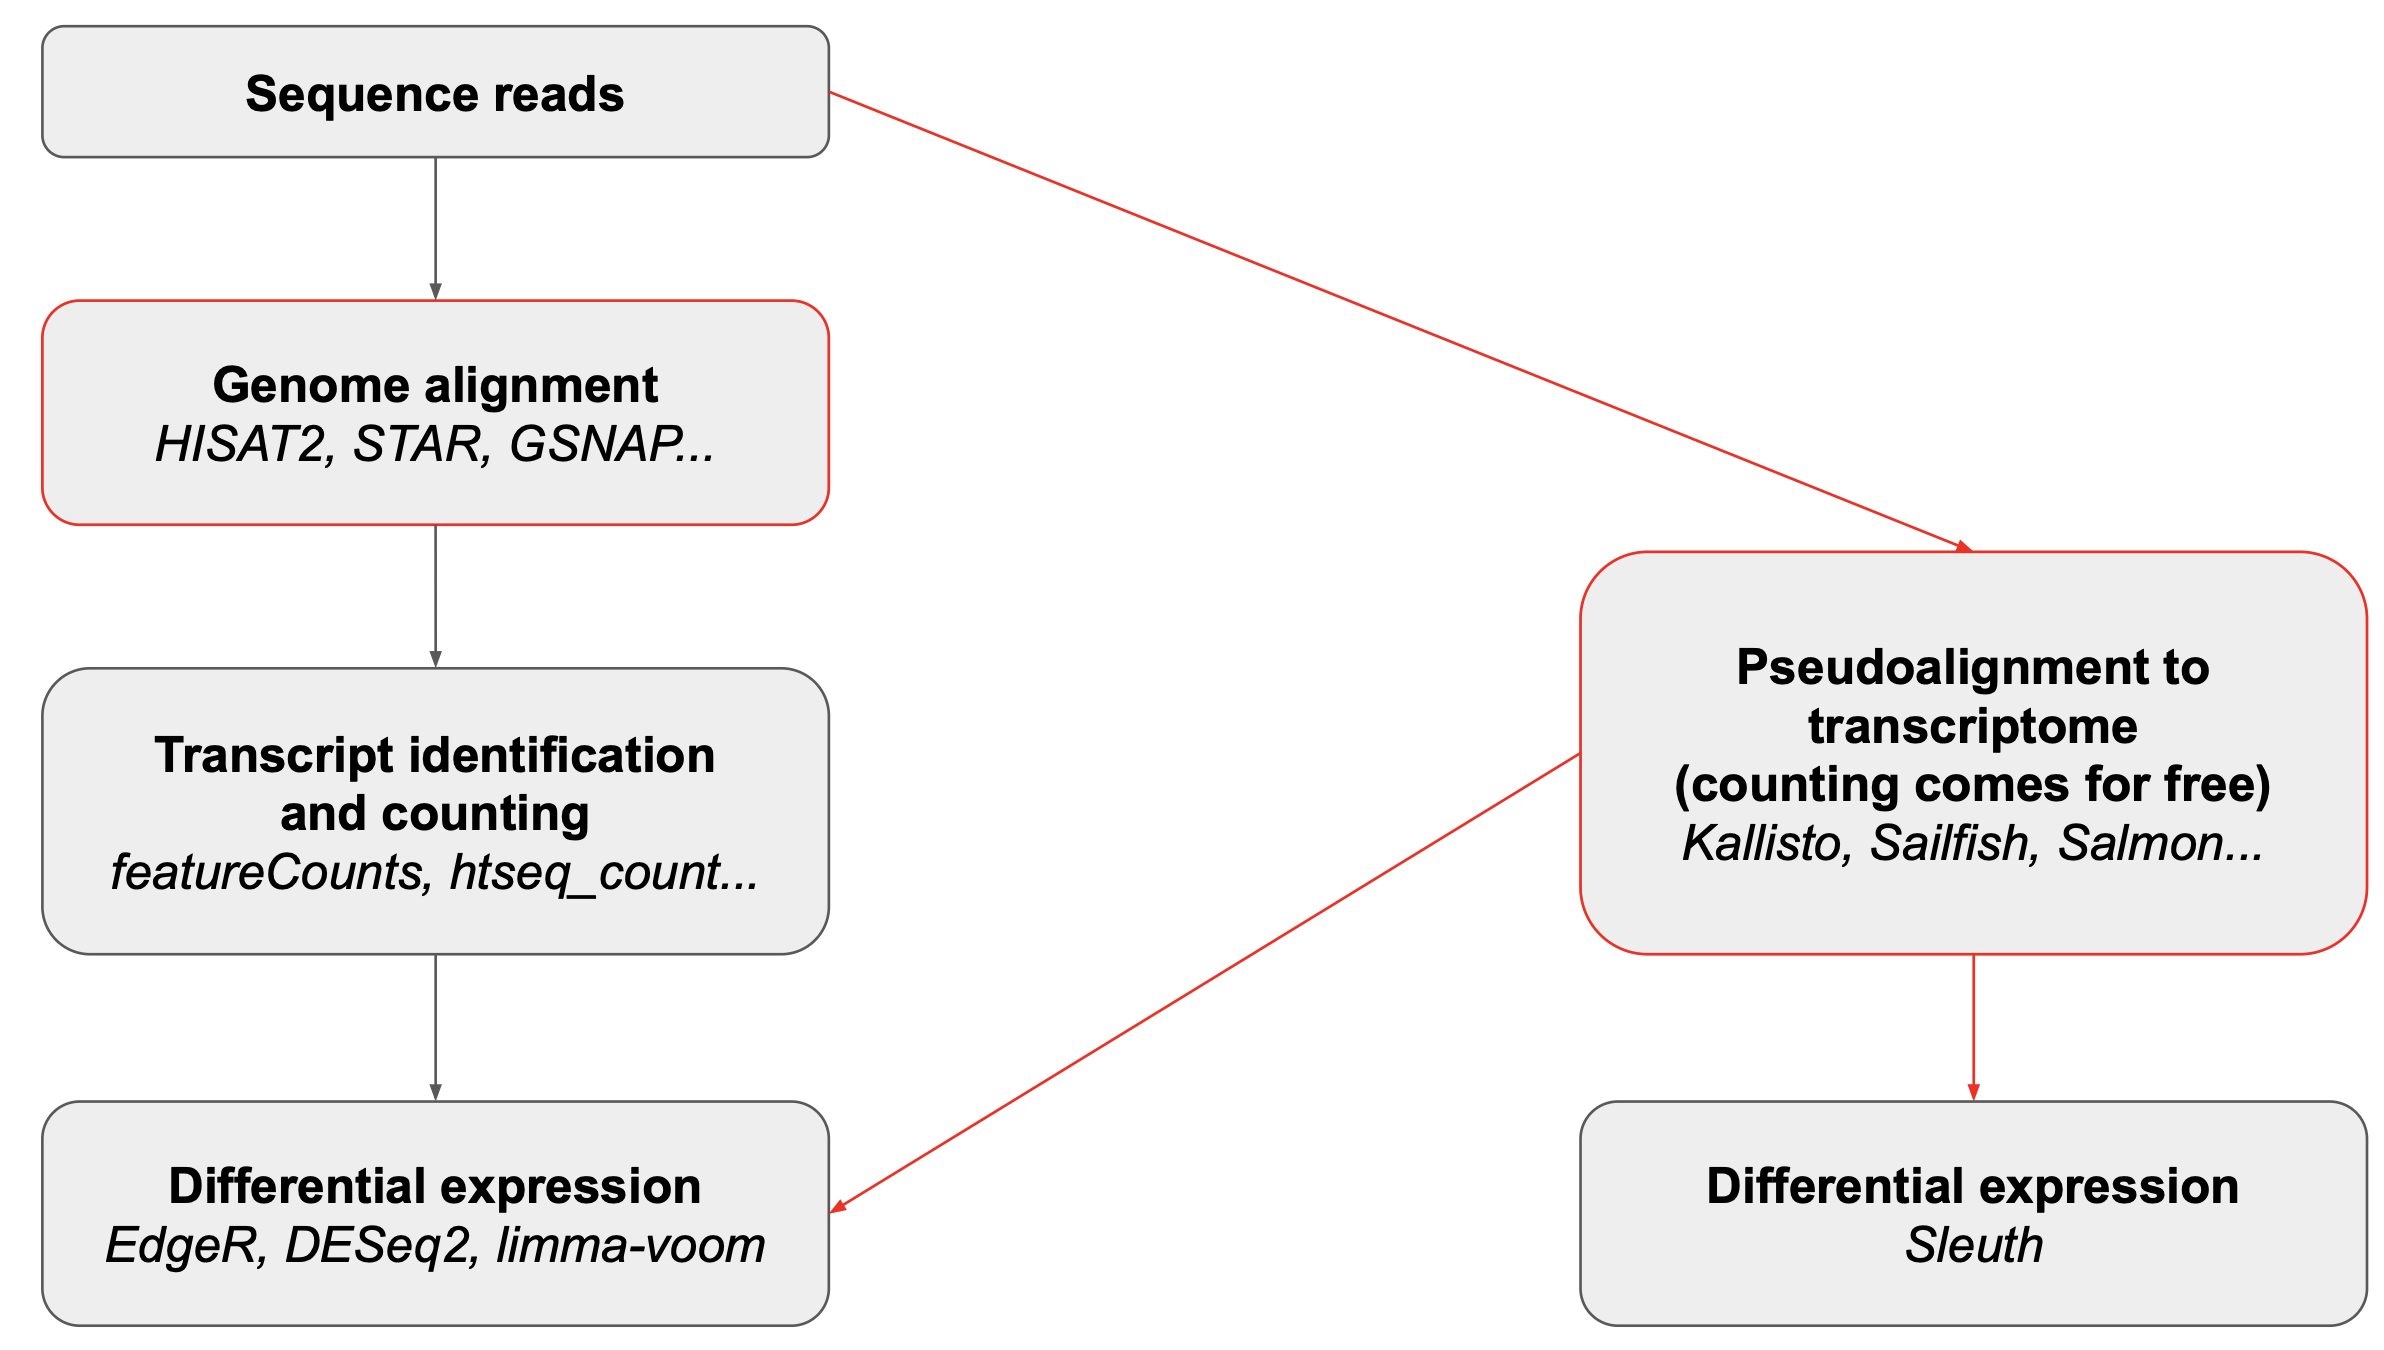 Sequence reads
Genome alignment
HISAT2, STAR, GSNAP...
Transcript identification
and counting
featureCounts, htseq_count...
Differential expression
EdgeR, DESeq2, limma-voom
Pseudoalignment to
transcriptome
(counting comes for free)
Kallisto, Sailfish, Salmon...
Differential expression
Sleuth